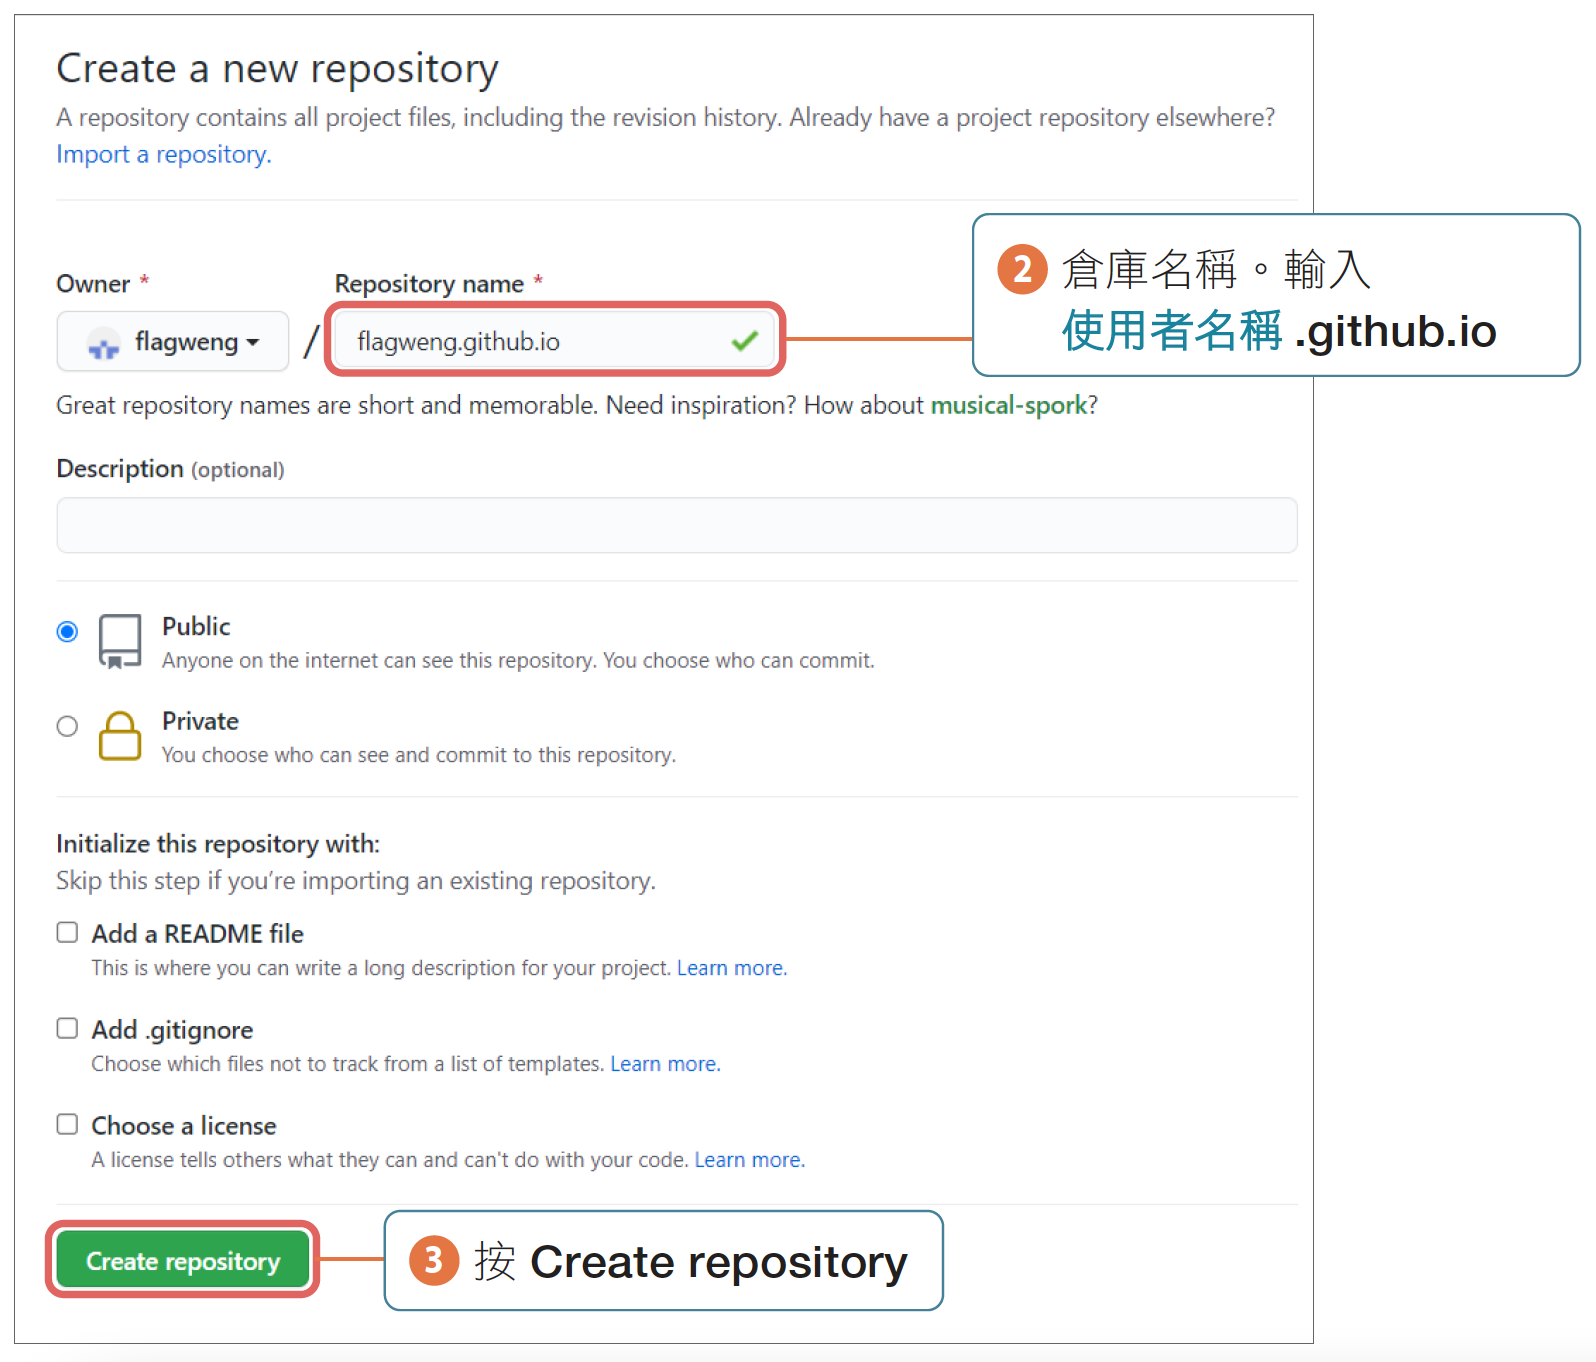 Create a new repository
A repository contains all project files, including the revision history. Already have a project repository elsewhere?
Import a repository.
Owner *
Repository name *
flagweng
/
flagweng.github.io
2 倉庫名稱。輸入
使用者名稱 .github.io
Great repository names are short and memorable. Need inspiration? How about musical-spork?
Description (optional)
Public
Anyone on the internet can see this repository. You choose who can commit.
Private
You choose who can see and commit to this repository.
Initialize this repository with:
Skip this step if you’re importing an existing repository.
Add a README file
This is where you can write a long description for your project. Learn more.
Add .gitignore
Choose which files not to track from a list of templates. Learn more.
Choose a license
A license tells others what they can and can't do with your code. Learn more.
Create repository
3 按 Create repository